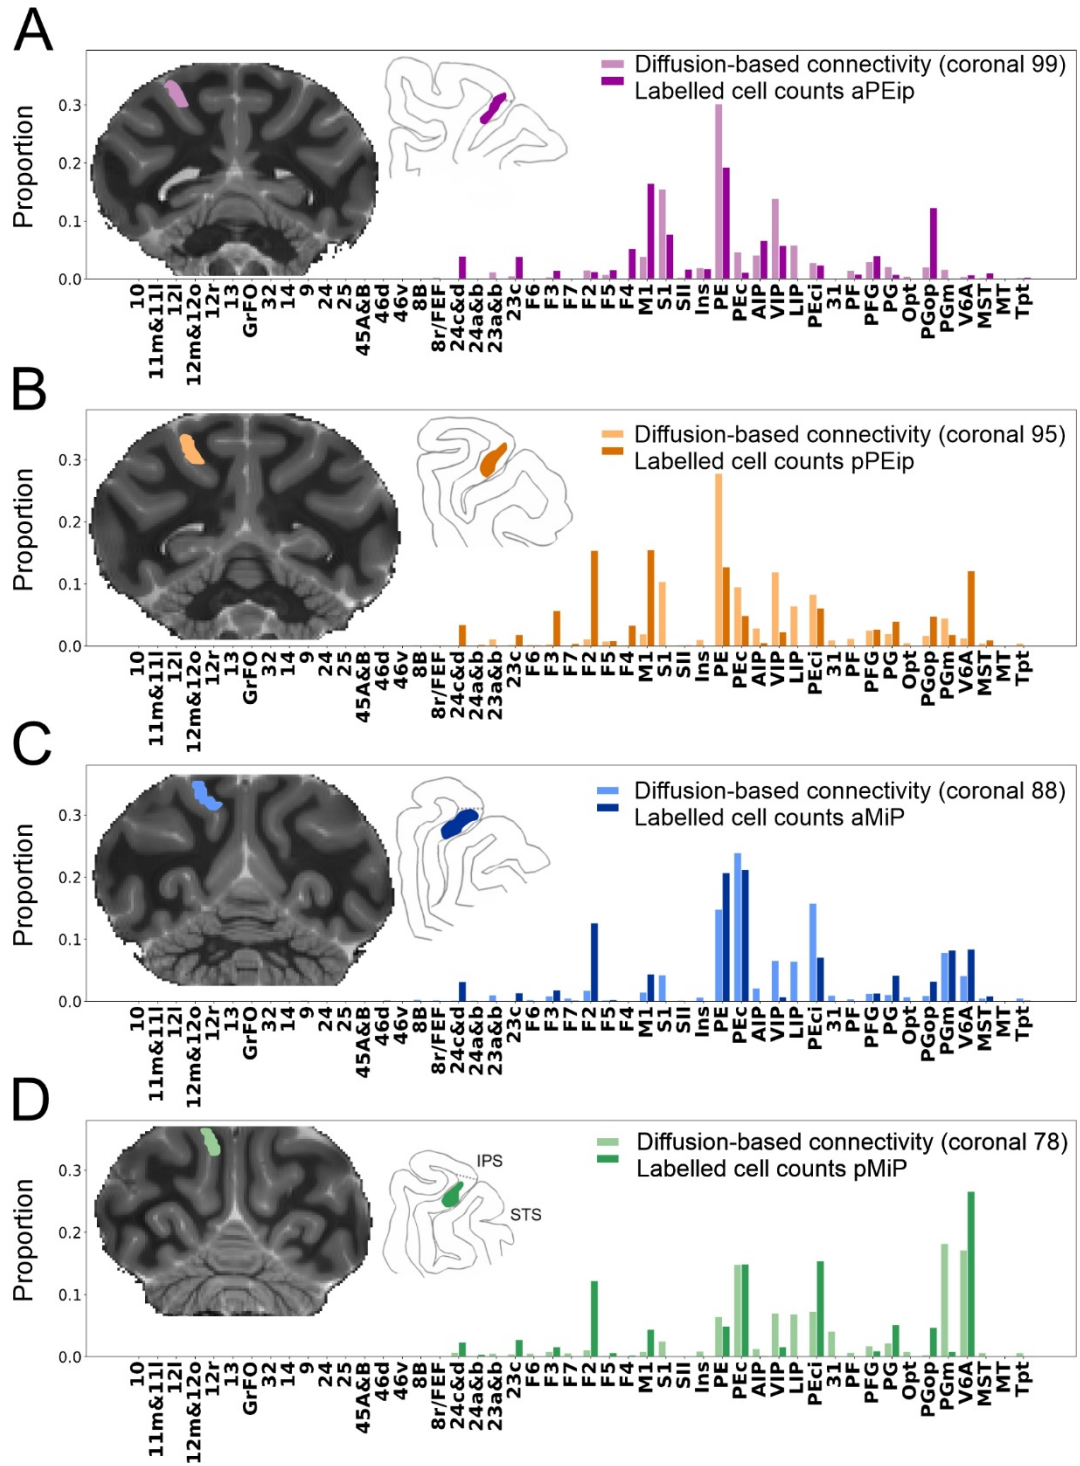 A
Diffusion-based connectivity (coronal 99)
Labelled cell counts aPEip
Proportion
0.3
0.2
0.1
0.0
10 11m&11l 12l 12m&12o 12r 13 GrFO 32 14 9 24 25 45A&B 46d 46v 8B 8r/FEF 24c&d 24a&b 23a&b 23c F6 F3 F7 F2 F5 F4 M1 S1 SII Ins PE PEc AIP VIP LIP PEci 31 PF PFG PG Opt PGop PGm V6A MST MT Tpt
B
Diffusion-based connectivity (coronal 95)
Labelled cell counts pPEip
Proportion
0.3
0.2
0.1
0.0
10 11m&11l 12l 12m&12o 12r 13 GrFO 32 14 9 24 25 45A&B 46d 46v 8B 8r/FEF 24c&d 24a&b 23a&b 23c F6 F3 F7 F2 F5 F4 M1 S1 SII Ins PE PEc AIP VIP LIP PEci 31 PF PFG PG Opt PGop PGm V6A MST MT Tpt
C
Diffusion-based connectivity (coronal 88)
Labelled cell counts aMiP
Proportion
0.3
0.2
0.1
0.0
10 11m&11l 12l 12m&12o 12r 13 GrFO 32 14 9 24 25 45A&B 46d 46v 8B 8r/FEF 24c&d 24a&b 23a&b 23c F6 F3 F7 F2 F5 F4 M1 S1 SII Ins PE PEc AIP VIP LIP PEci 31 PF PFG PG Opt PGop PGm V6A MST MT Tpt
D
Diffusion-based connectivity (coronal 78)
Labelled cell counts pMiP
IPS
STS
Proportion
0.3
0.2
0.1
0.0
10 11m&11l 12l 12m&12o 12r 13 GrFO 32 14 9 24 25 45A&B 46d 46v 8B 8r/FEF 24c&d 24a&b 23a&b 23c F6 F3 F7 F2 F5 F4 M1 S1 SII Ins PE PEc AIP VIP LIP PEci 31 PF PFG PG Opt PGop PGm V6A MST MT Tpt